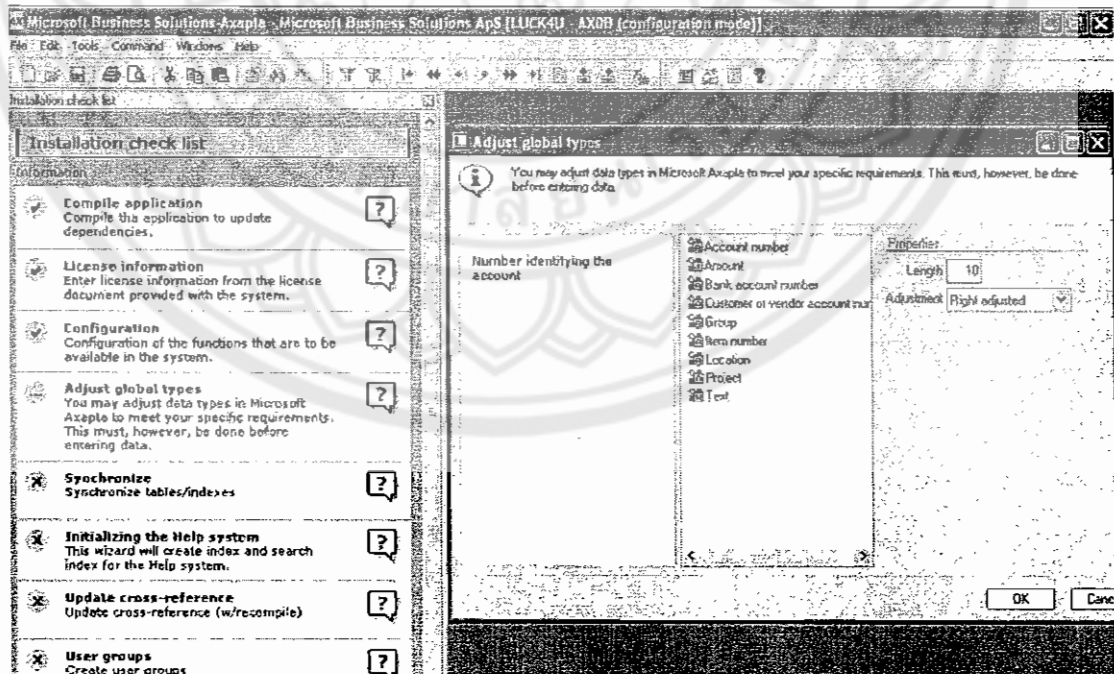 Microsoft Business Solutions-Axapta - Microsoft Business Solutions ApS [LUCK4U - AX0B (configuration mode)]
File Edit Tools Command Windows Help
Installation check list
Installation check list
Information
Compile application
Compile the application to update
dependencies.
License information
Enter license information from the license
document provided with the system.
Configuration
Configuration of the functions that are to be
available in the system.
Adjust global types
You may adjust data types in Microsoft
Axapta to meet your specific requirements.
This must, however, be done before
entering data.
Synchronize
Synchronize tables/indexes
Initializing the Help system
This wizard will create index and search
index for the Help system.
Update cross-reference
Update cross-reference (w/recompile)
User groups
Create user groups
Adjust global types
You may adjust data types in Microsoft Axapta to meet your specific requirements. This must, however, be done
before entering data.
Number identifying the
account
Account number
Amount
Bank account number
Customer or vendor account nur
Group
Item number
Location
Project
Text
Properties
Length 10
Adjustment Right adjusted
OK Canc